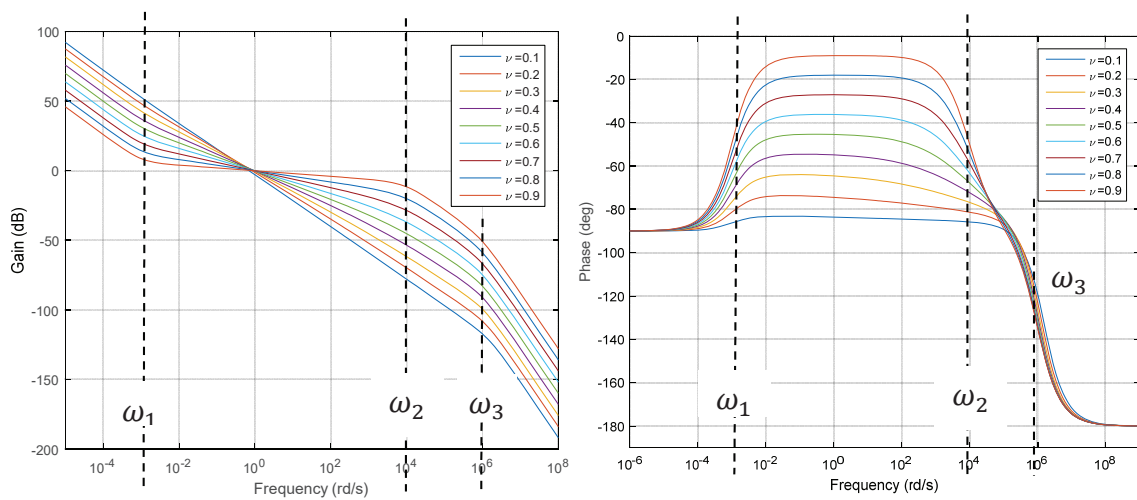 100
50
0
-50
-100
-150
-200
Gain (dB)
10^-4
10^-2
10^0
10^2
10^4
10^6
10^8
Frequency (rd/s)
ν =0.1
ν =0.2
ν =0.3
ν =0.4
ν =0.5
ν =0.6
ν =0.7
ν =0.8
ν =0.9
ω1
ω2
ω3
0
-20
-40
-60
-80
-100
-120
-140
-160
-180
Phase (deg)
10^-6
10^-4
10^-2
10^0
10^2
10^4
10^6
10^8
Frequency (rd/s)
ν =0.1
ν =0.2
ν =0.3
ν =0.4
ν =0.5
ν =0.6
ν =0.7
ν =0.8
ν =0.9
ω3
ω1
ω2